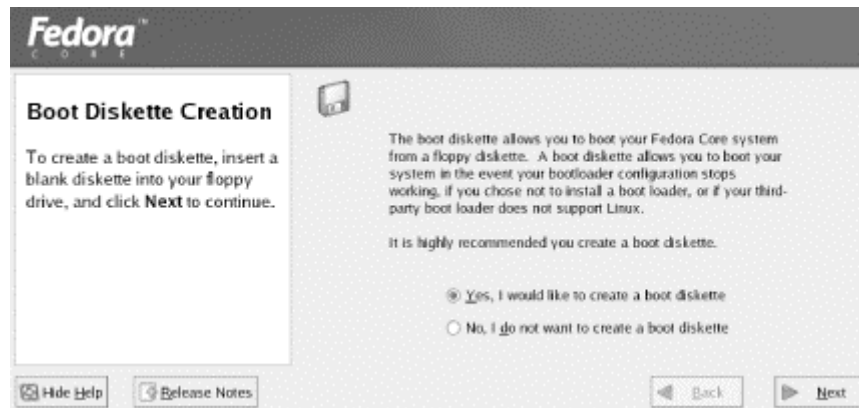 Fedora™
CORE
Boot Diskette Creation
To create a boot diskette, insert a
blank diskette into your floppy
drive, and click Next to continue.
The boot diskette allows you to boot your Fedora Core system
from a floppy diskette. A boot diskette allows you to boot your
system in the event your bootloader configuration stops
working, if you chose not to install a boot loader, or if your third-
party boot loader does not support Linux.
It is highly recommended you create a boot diskette.
Yes, I would like to create a boot diskette
No, I do not want to create a boot diskette
Hide Help
Release Notes
Back
Next